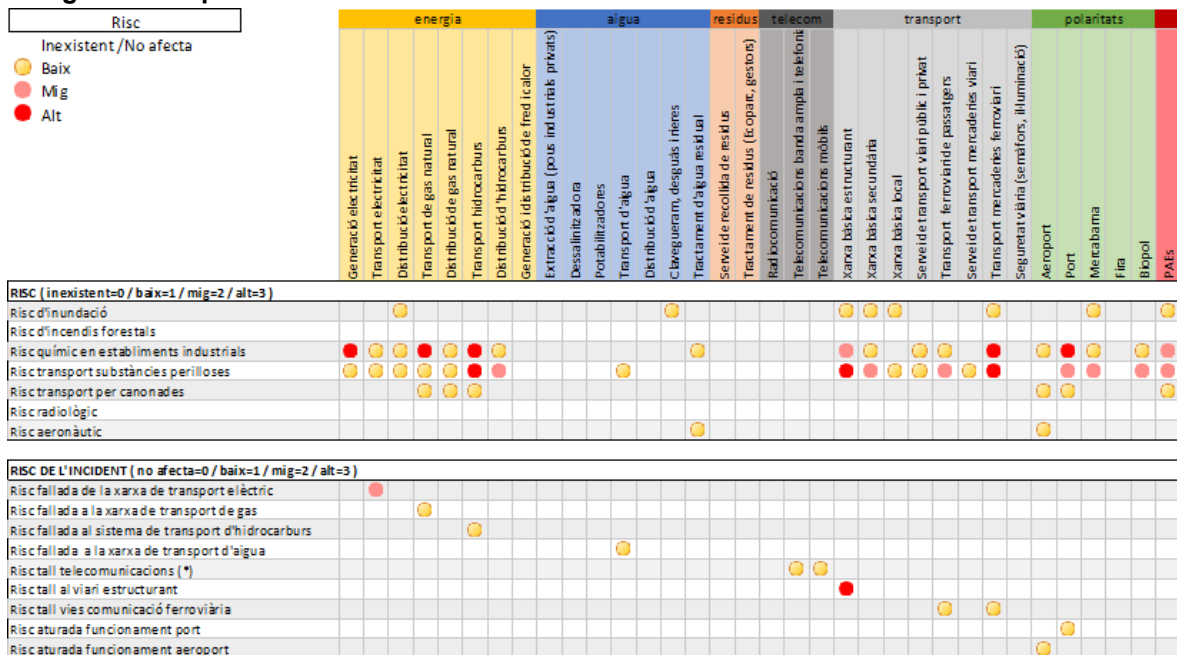 Risc
Inexistent /No afecta
Baix
Mig
Alt
energia
aigua
residus
telecom
transport
polaritats
Generació electricitat
Transport electricitat
Distribució electricitat
Transport de gas natural
Distribució de gas natural
Transport hidrocarburs
Distribució d'hidrocarburs
Generació i distribució de fred i calor
Extracció d'aigua (pous industrials privats)
Dessalinitzadora
Potabilitzadores
Transport d'aigua
Distribució d'aigua
Clavegueram, desguàs i rieres
Tractament d'aigua residual
Servei de recollida de residus
Tractament de residus (Ecoparc, gestors)
Radiocomunicació
Telecomunicacions banda ampla i telefonia
Telecomunicacions mòbils
Xarxa bàsica estructurant
Xarxa bàsica secundària
Xarxa bàsica local
Servei de transport viari públic i privat
Transport ferroviari de passatgers
Servei de transport mercaderies viari
Transport mercaderies ferroviari
Seguretat viària (semàfors, il·luminació)
Aeroport
Port
Mercabarna
Fira
Biopol
PAEs
RISC ( inexistent=0 / baix=1 / mig=2 / alt=3 )
Risc d'inundació
Risc d'incendis forestals
Risc químic en establiments industrials
Risc transport substàncies perilloses
Risc transport per canonades
Risc radiològic
Risc aeronàutic
RISC DE L'INCIDENT ( no afecta=0 / baix=1 / mig=2 / alt=3 )
Risc fallada de la xarxa de transport elèctric
Risc fallada a la xarxa de transport de gas
Risc fallada al sistema de transport d'hidrocarburs
Risc fallada a la xarxa de transport d'aigua
Risc tall telecomunicacions (*)
Risc tall al viari estructurant
Risc tall vies comunicació ferroviària
Risc aturada funcionament port
Risc aturada funcionament aeroport